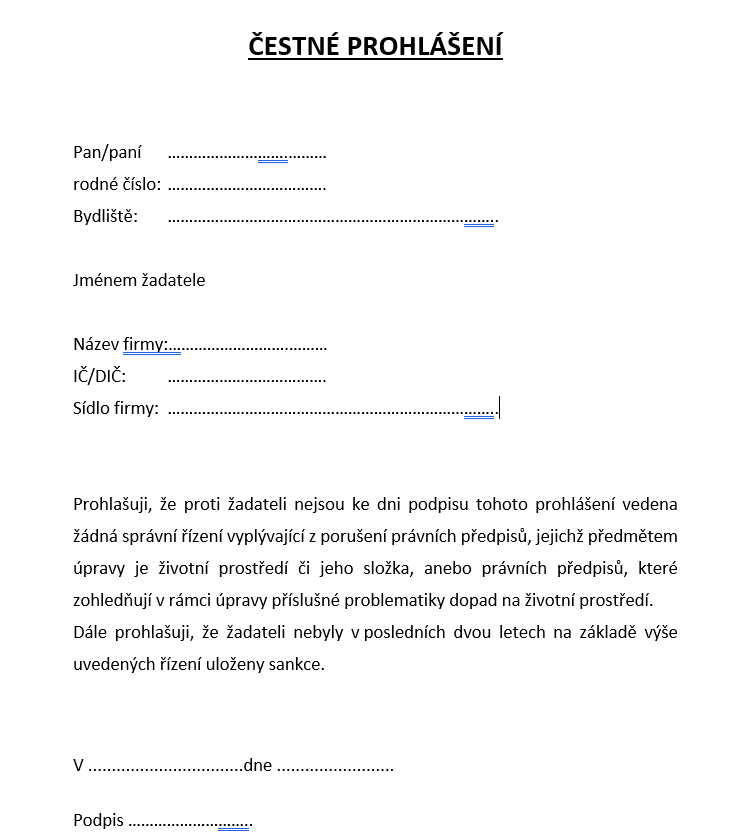 ČESTNÉ PROHLÁŠENÍ
Pan/paní ……………………………….
rodné číslo: ……………………………….
Bydliště: …………………………………………………………………..
Jménem žadatele
Název firmy:……………………………….
IČ/DIČ: ……………………………….
Sídlo firmy: …………………………………………………………………..
Prohlašuji, že proti žadateli nejsou ke dni podpisu tohoto prohlášení vedena
žádná správní řízení vyplývající z porušení právních předpisů, jejichž předmětem
úpravy je životní prostředí či jeho složka, anebo právních předpisů, které
zohledňují v rámci úpravy příslušné problematiky dopad na životní prostředí.
Dále prohlašuji, že žadateli nebyly v posledních dvou letech na základě výše
uvedených řízení uloženy sankce.
V .................................dne .........................
Podpis ………………………..